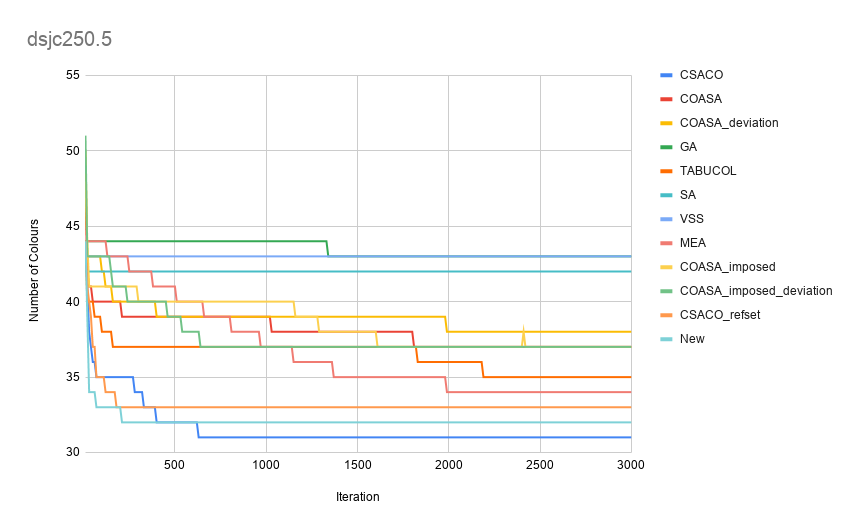 dsjc250.5
55
50
45
40
35
30
Number of Colours
500
1000
1500
2000
2500
3000
Iteration
CSACO
COASA
COASA_deviation
GA
TABUCOL
SA
VSS
MEA
COASA_imposed
COASA_imposed_deviation
CSACO_refset
New